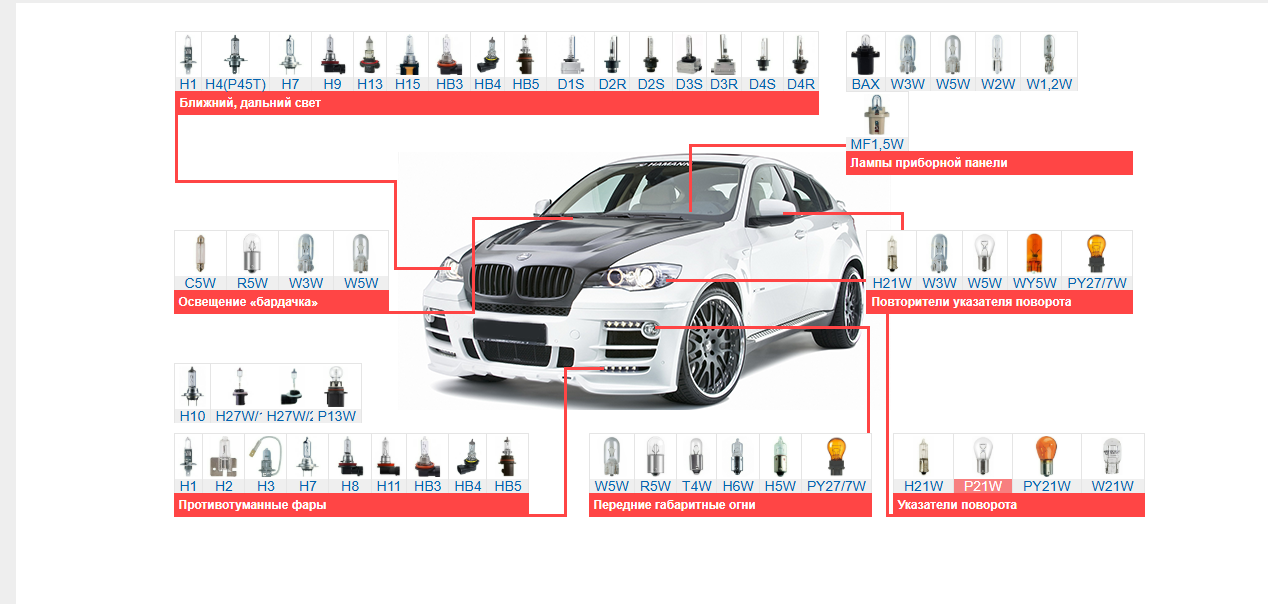 H1 H4(P45T) H7 H9 H13 H15 HB3 HB4 HB5 D1S D2R D2S D3S D3R D4S D4R
Ближний, дальний свет
BAX W3W W5W W2W W1,2W
MF1,5W
Лампы приборной панели
HAMANN
C5W R5W W3W W5W
Освещение «бардачка»
H21W W3W W5W WY5W PY27/7W
Повторители указателя поворота
H10 H27W/1 H27W/2 P13W
H1 H2 H3 H7 H8 H11 HB3 HB4 HB5
Противотуманные фары
W5W R5W T4W H6W H5W PY27/7W
Передние габаритные огни
H21W P21W PY21W W21W
Указатели поворота